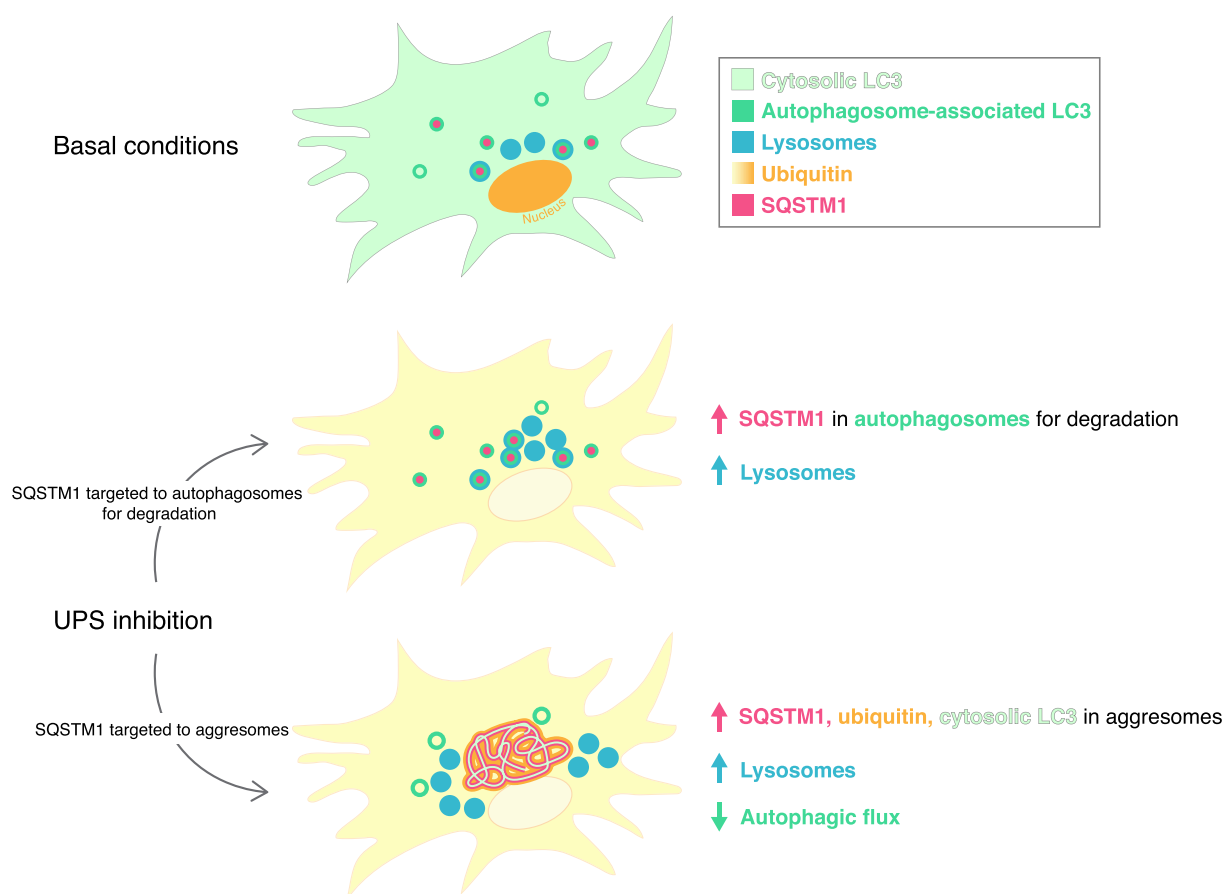 Basal conditions
Nucleus
Cytosolic LC3
Autophagosome-associated LC3
Lysosomes
Ubiquitin
SQSTM1
SQSTM1 targeted to autophagosomes
for degradation
SQSTM1 in autophagosomes for degradation
Lysosomes
UPS inhibition
SQSTM1 targeted to aggresomes
SQSTM1, ubiquitin, cytosolic LC3 in aggresomes
Lysosomes
Autophagic flux